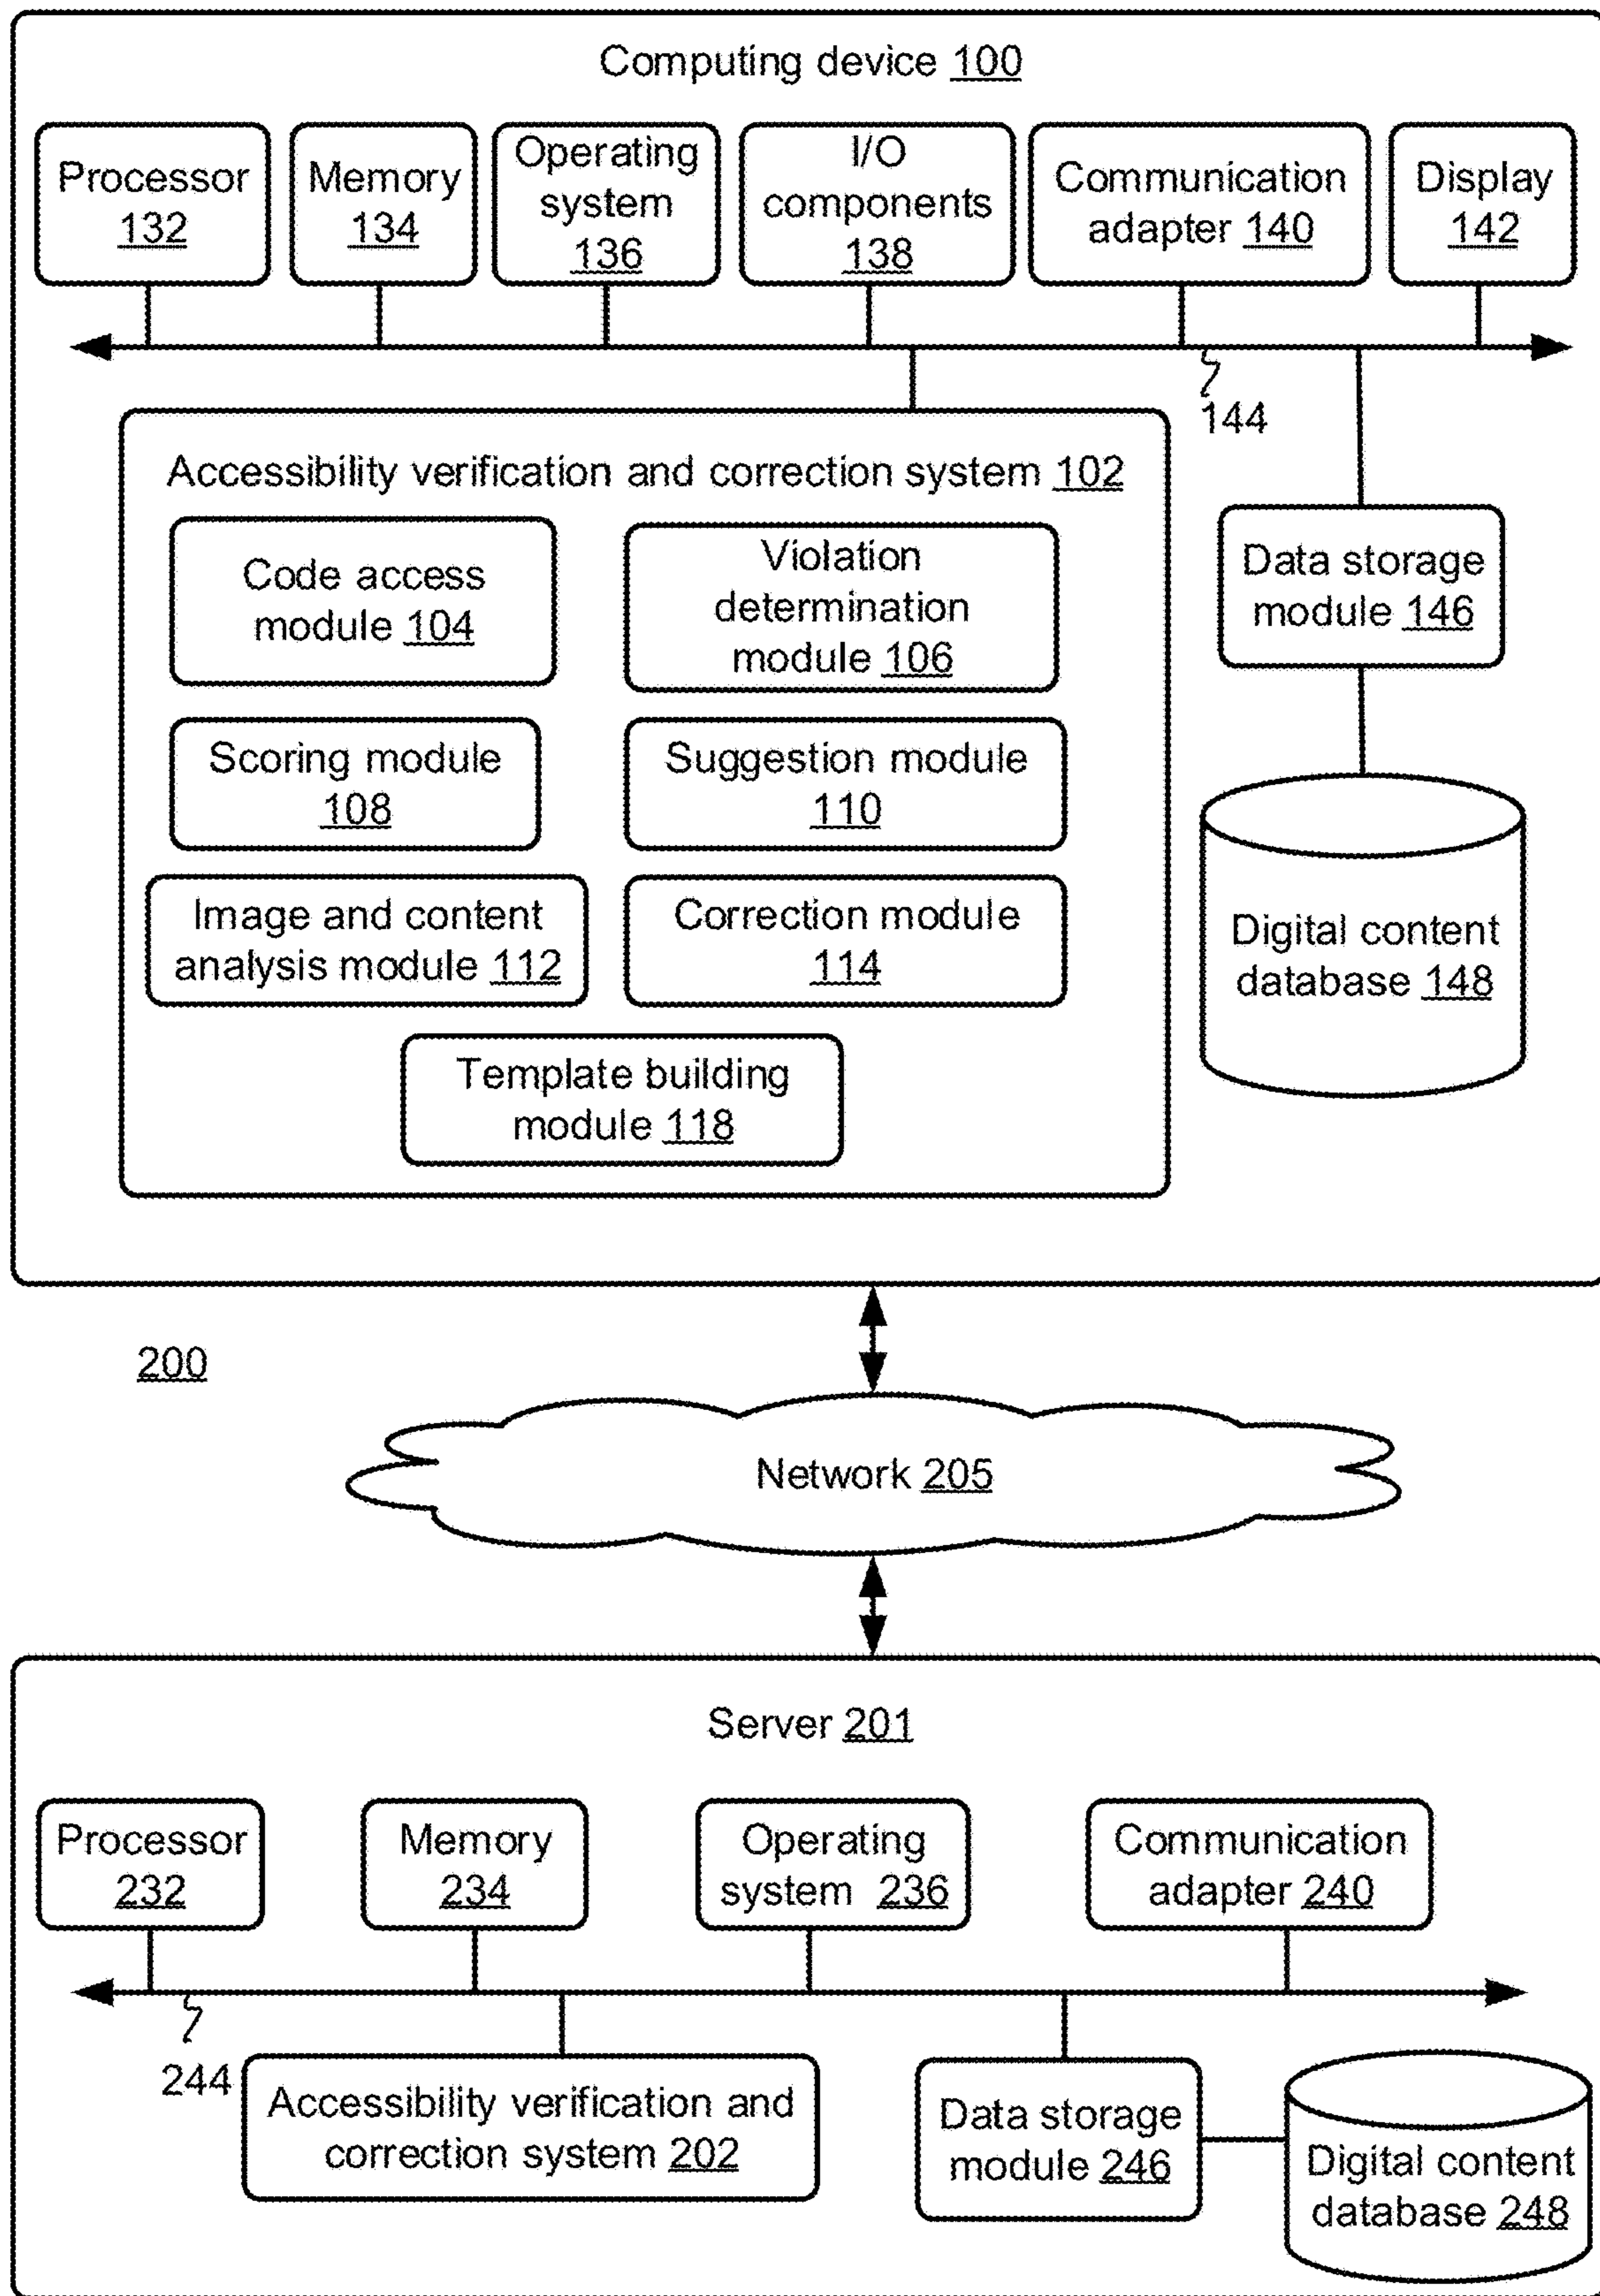 Computing device 100
Processor
132
Memory
134
Operating
system
136
I/O
components
138
Communication
adapter 140
Display
142
144
Accessibility verification and correction system 102
Code access
module 104
Violation
determination
module 106
Scoring module
108
Suggestion module
110
Image and content
analysis module 112
Correction module
114
Template building
module 118
Data storage
module 146
Digital content
database 148
200
Network 205
Server 201
Processor
232
Memory
234
Operating
system 236
Communication
adapter 240
244
Accessibility verification and
correction system 202
Data storage
module 246
Digital content
database 248